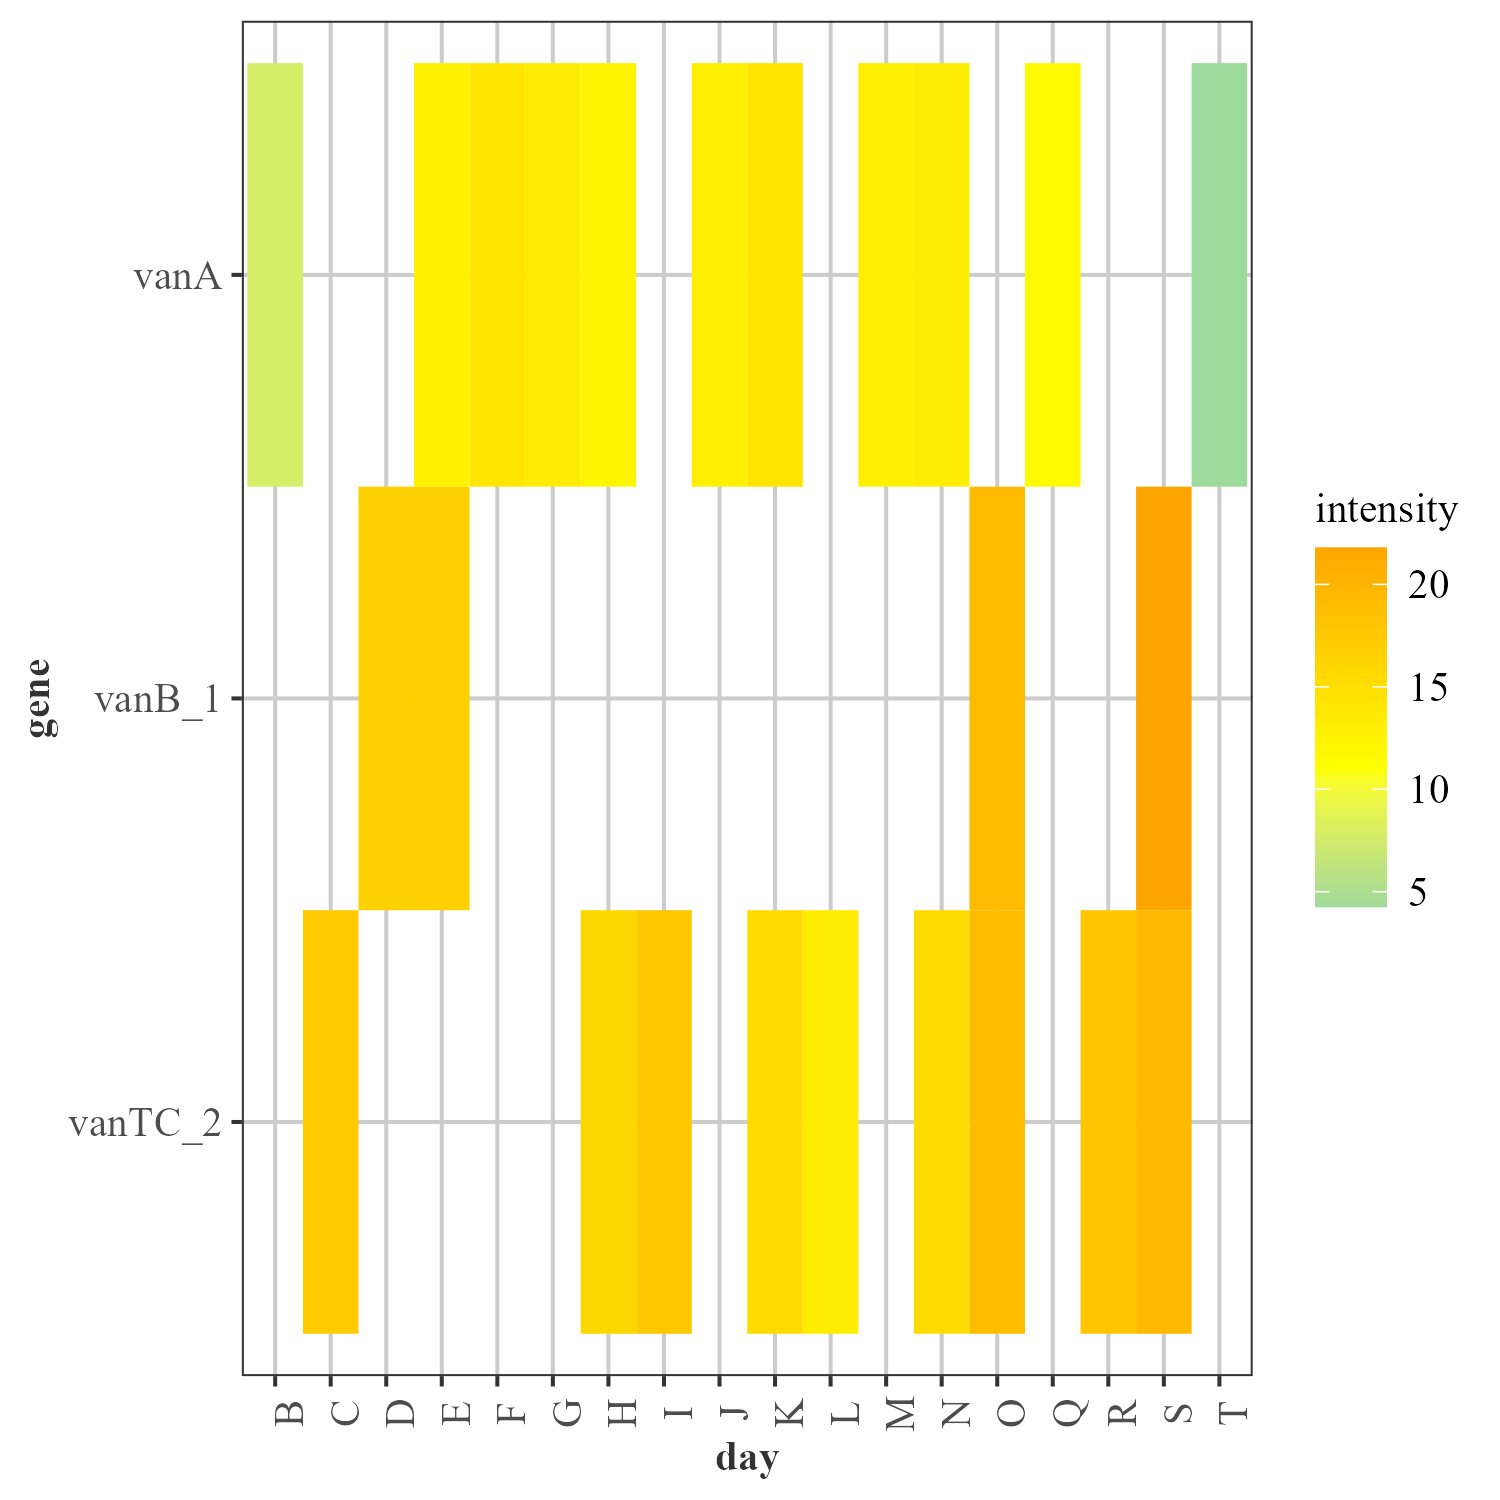 vanA
vanB_1
vanTC_2
gene
B C D E F G H I J K L M N O Q R S T
day
intensity
20
15
10
5